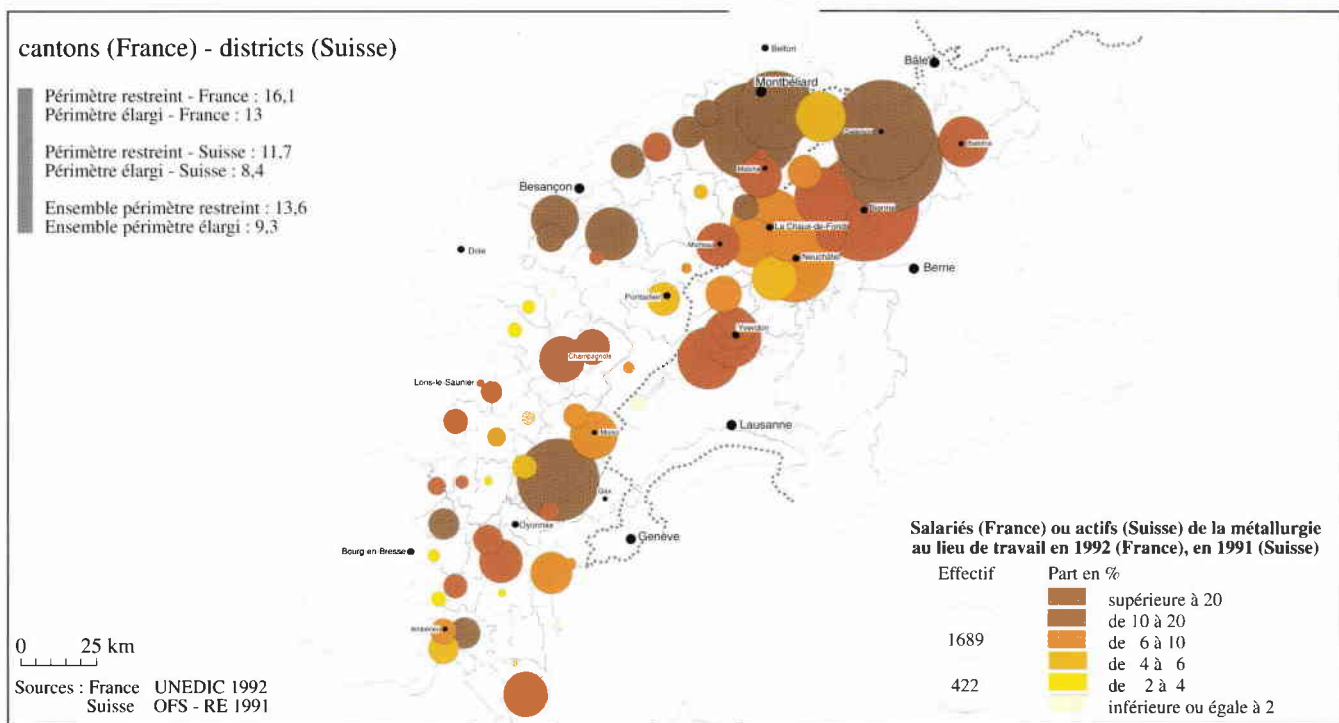 cantons (France) - districts (Suisse)
Périmètre restreint - France : 16,1
Périmètre élargi - France : 13
Périmètre restreint - Suisse : 11,7
Périmètre élargi - Suisse : 8,4
Ensemble périmètre restreint : 13,6
Ensemble périmètre élargi : 9,3
Belfort
Bâle
Montbéliard
Maîche
Besançon
Bienne
La Chaux-de-Fonds
Morteau
Neuchâtel
Dole
Berne
Pontarlier
Yverdon
Champagnole
Lons-le-Saunier
Lausanne
Morez
Gex
Oyonnax
Genève
Bourg-en-Bresse
Ambérieu
Salariés (France) ou actifs (Suisse) de la métallurgie
au lieu de travail en 1992 (France), en 1991 (Suisse)
Effectif Part en %
supérieure à 20
de 10 à 20
1689 de 6 à 10
de 4 à 6
422 de 2 à 4
inférieure ou égale à 2
0 25 km
Sources : France UNEDIC 1992
Suisse OFS - RE 1991